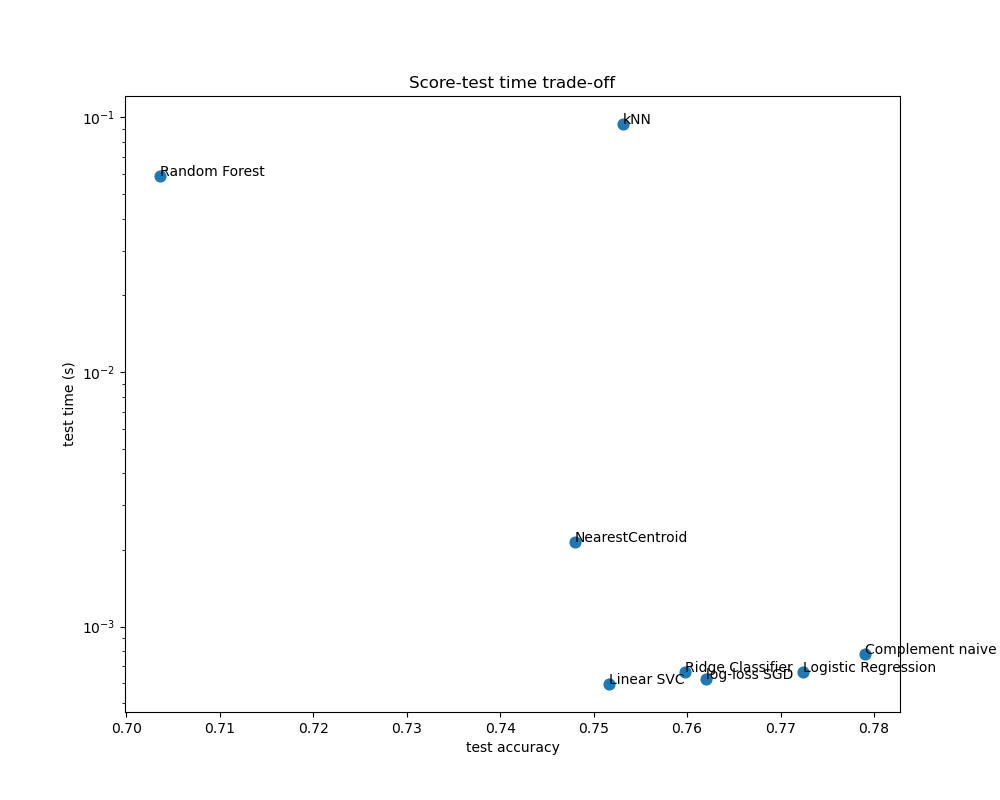 Score-test time trade-off
10⁻¹
kNN
Random Forest
10⁻²
test time (s)
NearestCentroid
10⁻³
Complement naive
Ridge Classifier
Logistic Regression
log-loss SGD
Linear SVC
0.70 0.71 0.72 0.73 0.74 0.75 0.76 0.77 0.78
test accuracy